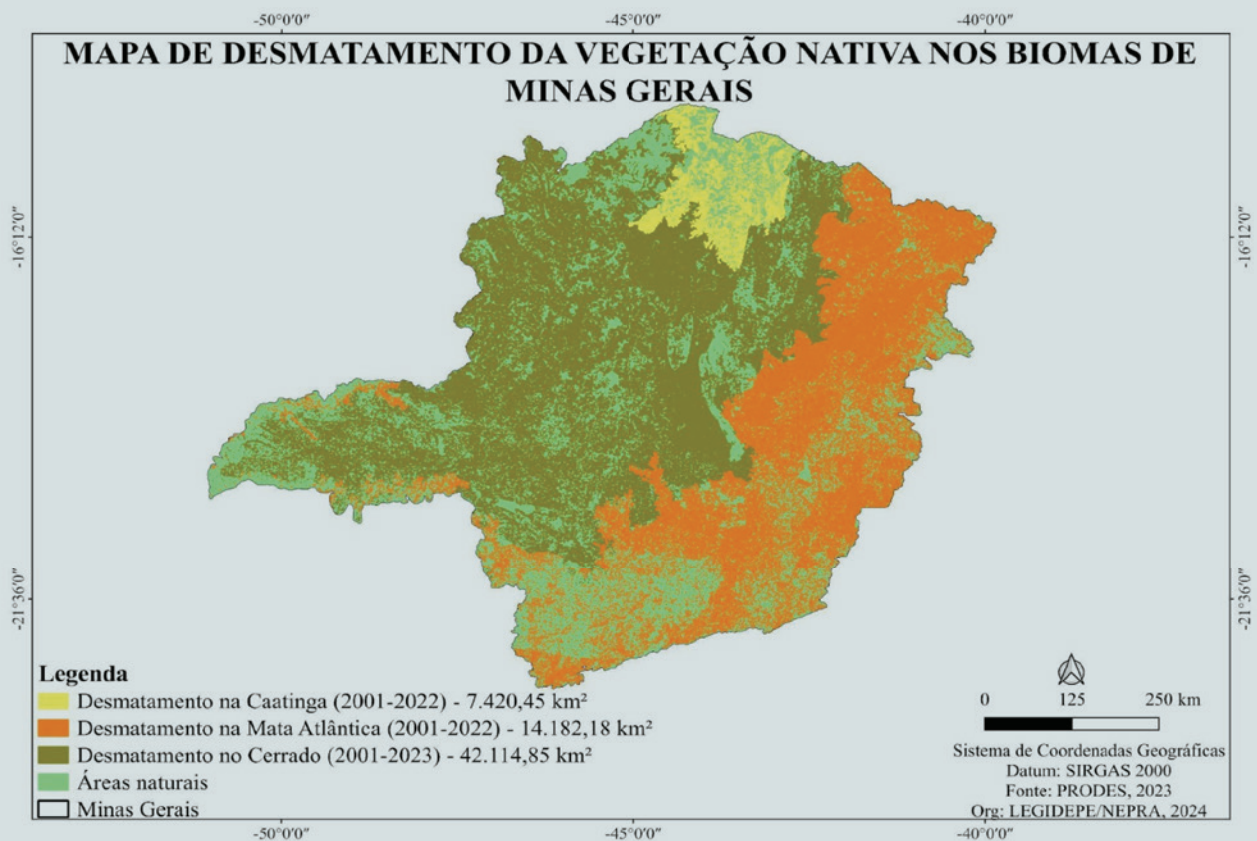 -50°0'0"
-45°0'0"
-40°0'0"
MAPA DE DESMATAMENTO DA VEGETAÇÃO NATIVA NOS BIOMAS DE
MINAS GERAIS
-16°12'0"
-16°12'0"
-21°36'0"
-21°36'0"
Legenda
Desmatamento na Caatinga (2001-2022) - 7.420,45 km²
Desmatamento na Mata Atlântica (2001-2022) - 14.182,18 km²
Desmatamento no Cerrado (2001-2023) - 42.114,85 km²
Áreas naturais
Minas Gerais
0 125 250 km
Sistema de Coordenadas Geográficas
Datum: SIRGAS 2000
Fonte: PRODES, 2023
Org: LEGIDEPE/NEPRA, 2024
-50°0'0"
-45°0'0"
-40°0'0"